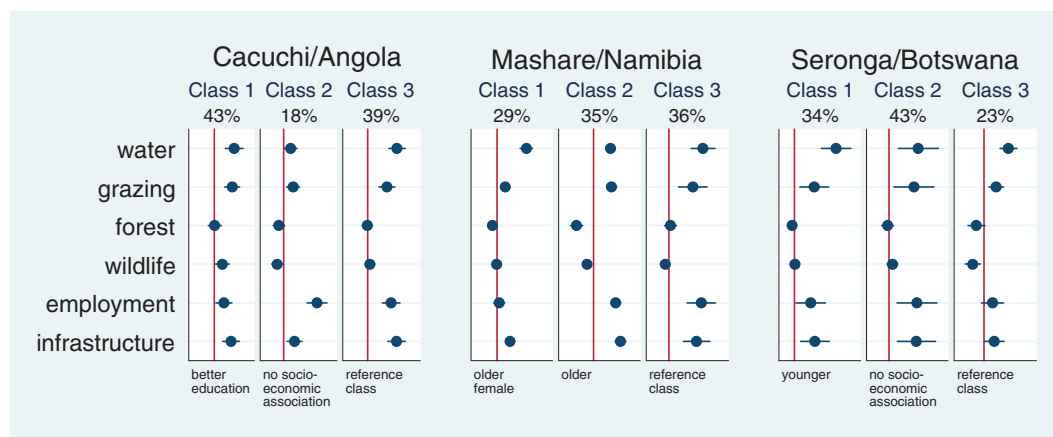 Cacuchi/Angola
Mashare/Namibia
Seronga/Botswana
Class 1
Class 2
Class 3
Class 1
Class 2
Class 3
Class 1
Class 2
Class 3
43%
18%
39%
29%
35%
36%
34%
43%
23%
water
grazing
forest
wildlife
employment
infrastructure
better
education
no socio-
economic
association
reference
class
older
female
older
reference
class
younger
no socio-
economic
association
reference
class